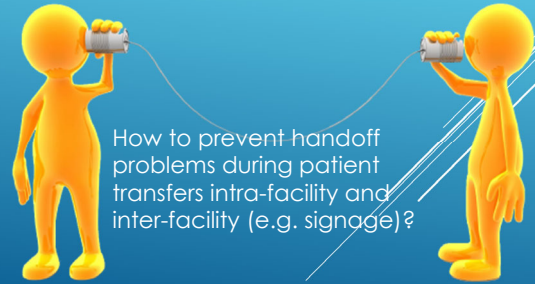 How to prevent handoff
problems during patient
transfers intra-facility and
inter-facility (e.g. signage)?